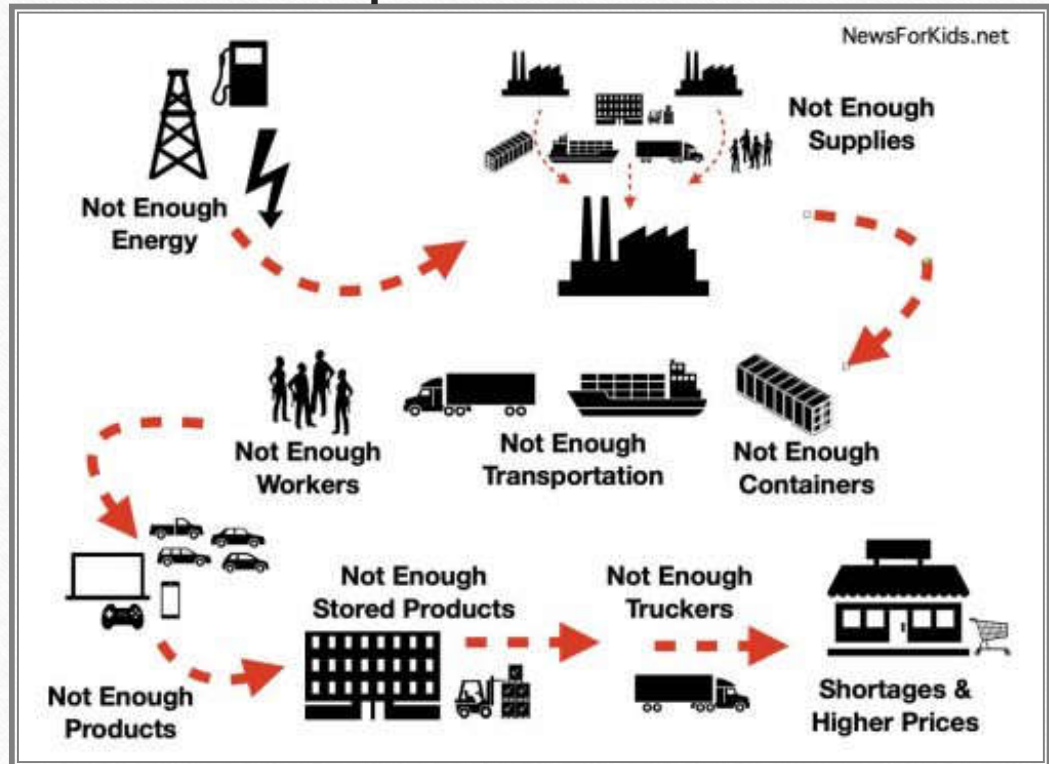 NewsForKids.net
Not Enough
Energy
Not Enough
Supplies
Not Enough
Workers
Not Enough
Transportation
Not Enough
Containers
Not Enough
Products
Not Enough
Stored Products
Not Enough
Truckers
Shortages &
Higher Prices